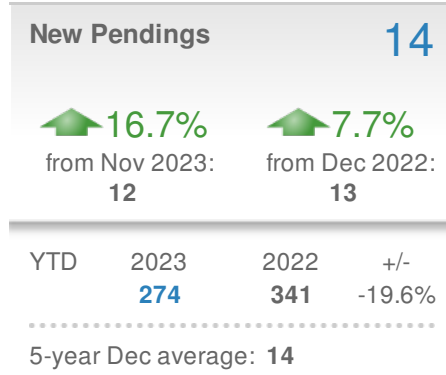 New Pendings 14
16.7% 7.7%
from Nov 2023: from Dec 2022:
12 13
YTD 2023 2022 +/-
274 341 -19.6%
5-year Dec average: 14